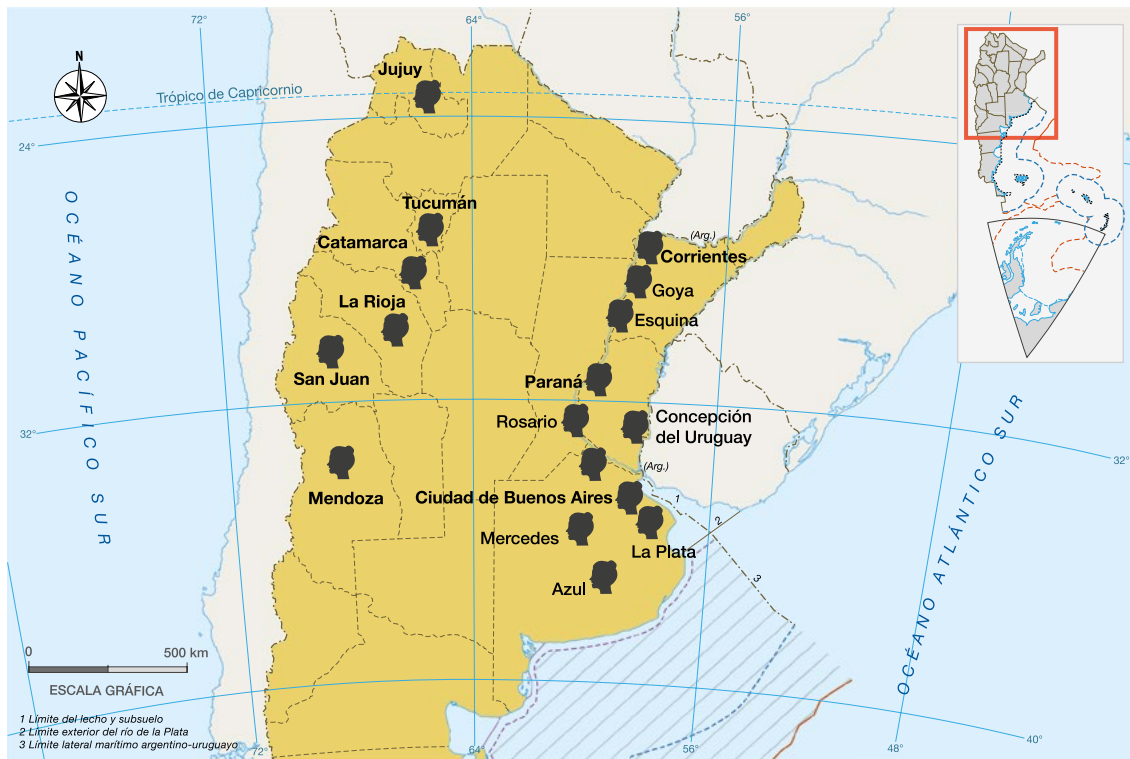 72°
64°
56°
N
Jujuy
Trópico de Capricornio
24°
OCÉANO PACÍFICO SUR
Tucumán
Catamarca
(Arg.)
Corrientes
Goya
La Rioja
Esquina
San Juan
Paraná
Rosario
Concepción
del Uruguay
32°
32°
(Arg.)
Mendoza
Ciudad de Buenos Aires
1
2
Mercedes
La Plata
3
Azul
OCÉANO ATLÁNTICO SUR
0
500 km
ESCALA GRÁFICA
1 Límite del lecho y subsuelo
2 Límite exterior del río de la Plata
3 Límite lateral marítimo argentino-uruguayo
72°
64°
56°
48°
40°